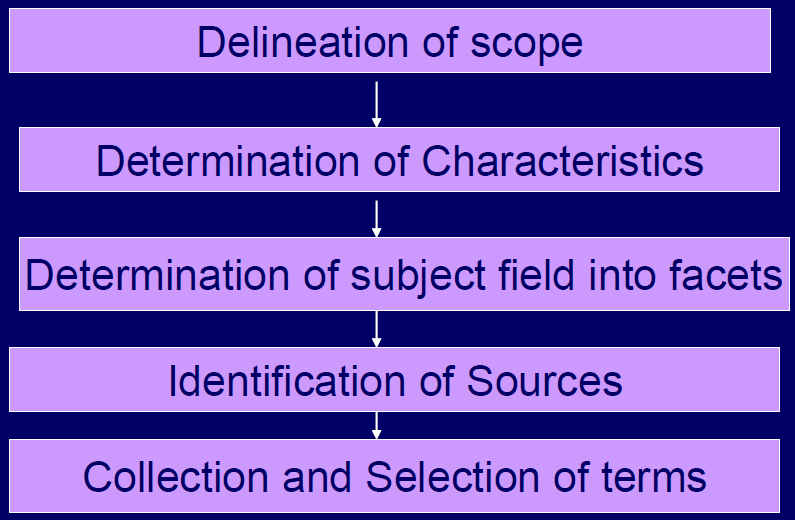 Delineation of scope
Determination of Characteristics
Determination of subject field into facets
Identification of Sources
Collection and Selection of terms